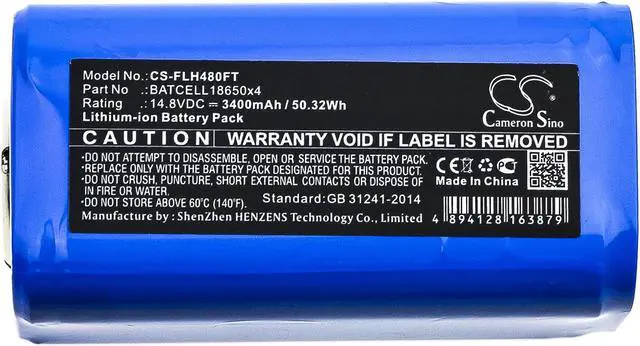 Model No :CS-FLH480FT
Part No :BATCELL18650x4
Rating :14.8VDC ⎓ 3400mAh / 50.32Wh
Lithium-ion Battery Pack
Cameron Sino
CAUTION WARRANTY VOID IF LABEL IS REMOVED
•DO NOT ATTEMPT TO DISASSEMBLE, OPEN OR SERVICE THE BATTERY PACK.
•REPLACE ONLY WITH THE BATTERY PACK DESIGNATED FOR THIS PRODUCT.
•DO NOT CRUSH, PUNCTURE, SHORT EXTERNAL CONTACTS OR DISPOSE OF
IN FIRE OR WATER.
•DO NOT STORE ABOVE 60°C (140°F).
Standard:GB 31241-2014
Manufacture by : ShenZhen HENZENS Technology Co., Limited
CE
Made In China
4 894128 163879